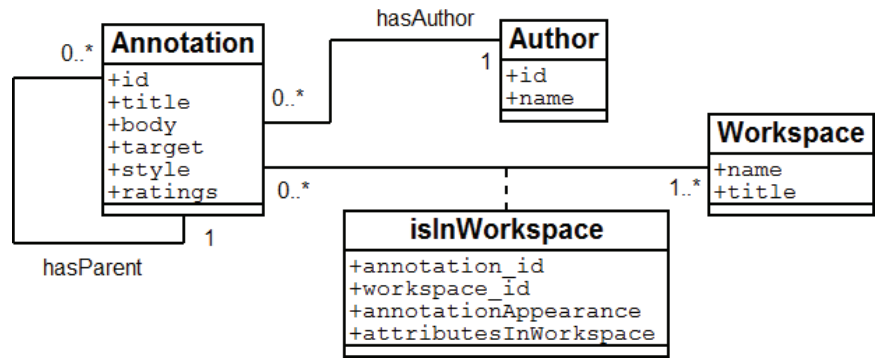 hasAuthor
Annotation
0..*
+id
+title
+body
+target
+style
+ratings
0..*
1
Author
+id
+name
Workspace
+name
+title
0..*
1..*
1
hasParent
isInWorkspace
+annotation_id
+workspace_id
+annotationAppearance
+attributesInWorkspace